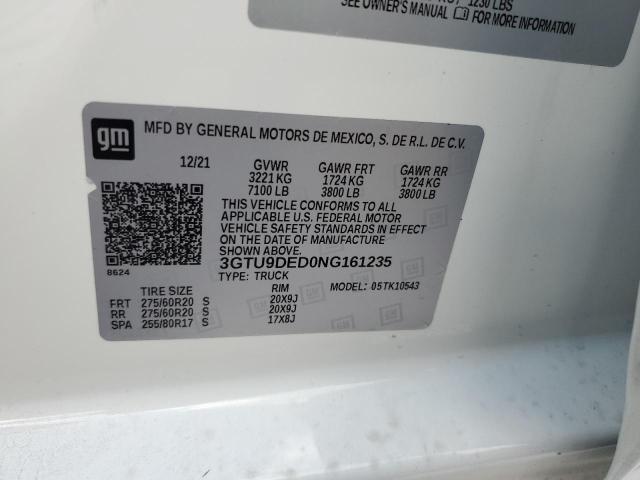 1230 LBS
SEE OWNER'S MANUAL FOR MORE INFORMATION
gm
MFD BY GENERAL MOTORS DE MEXICO, S. DE R.L. DE C.V.
12/21 GVWR GAWR FRT GAWR RR
3221 KG 1724 KG 1724 KG
7100 LB 3800 LB 3800 LB
THIS VEHICLE CONFORMS TO ALL
APPLICABLE U.S. FEDERAL MOTOR
VEHICLE SAFETY STANDARDS IN EFFECT
ON THE DATE OF MANUFACTURE
SHOWN ABOVE.
8624
3GTU9DED0NG161235
TYPE: TRUCK
TIRE SIZE RIM MODEL: 05TK10543
FRT 275/60R20 S 20X9J
RR 275/60R20 S 20X9J
SPA 255/80R17 S 17X8J